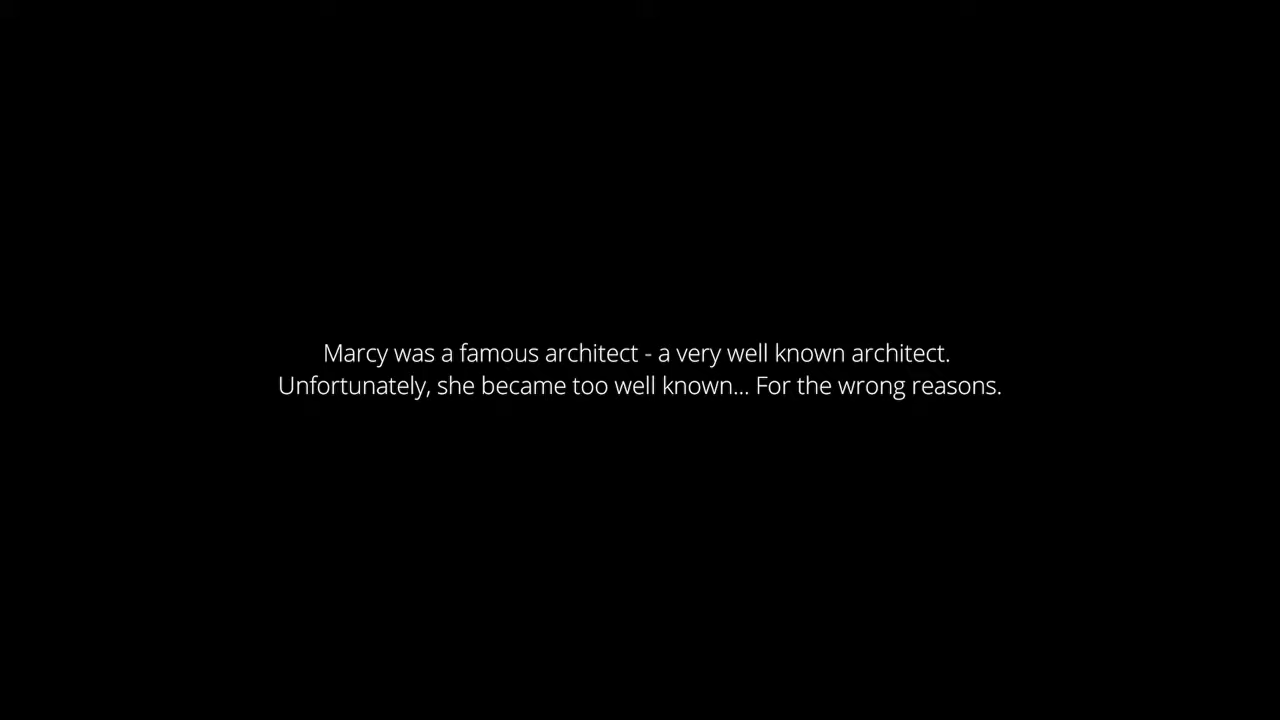 Marcy was a famous architect - a very well known architect.
Unfortunately, she became too well known... For the wrong reasons.